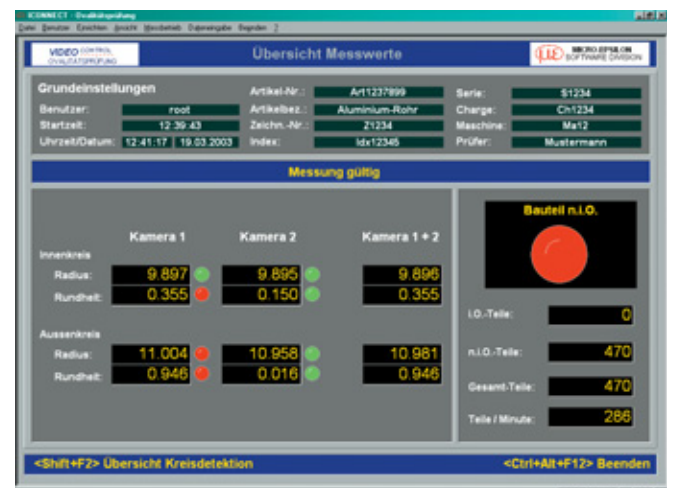 ICONNECT - Ovalitätsprüfung
Datei Benutzer Einrichten Ansicht Messbetrieb Dateneingabe Beenden ?
VIDEO CONTROL
OVALITÄTSPRÜFUNG
Übersicht Messwerte
MICRO-EPSILON
SOFTWARE DIVISION
Grundeinstellungen
Benutzer: root
Startzeit: 12:39:43
Uhrzeit/Datum: 12:41:17 | 19.03.2003
Artikel-Nr.: Art1237899
Artikelbez.: Aluminium-Rohr
Zeichn.-Nr.: Z1234
Index: Idx12345
Serie: S1234
Charge: Ch1234
Maschine: Ma12
Prüfer: Mustermann
Messung gültig
Kamera 1 Kamera 2 Kamera 1 + 2
Innenkreis
Radius: 9.897 9.895 9.896
Rundheit: 0.355 0.150 0.355
Aussenkreis
Radius: 11.004 10.958 10.981
Rundheit: 0.946 0.016 0.946
Bauteil n.i.O.
i.O.-Teile: 0
n.i.O.-Teile: 470
Gesamt-Teile: 470
Teile / Minute: 286
<Shift+F2> Übersicht Kreisdetektion
<Ctrl+Alt+F12> Beenden